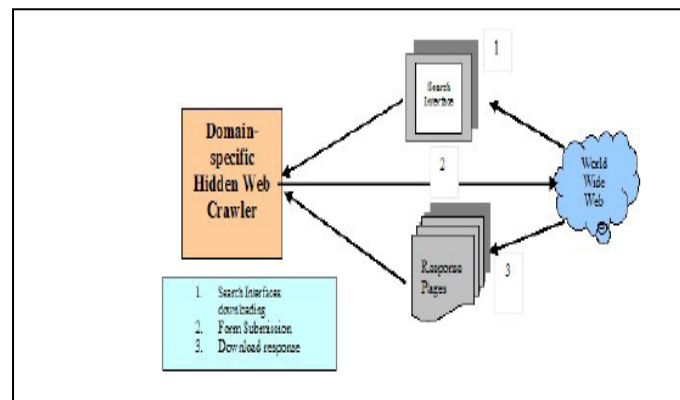 1
Search
Interface
Domain-
specific
Hidden Web
Crawler
2
World
Wide
Web
Response
Pages
3
1. Search Interfaces
downloading
2. Form Submission
3. Download response